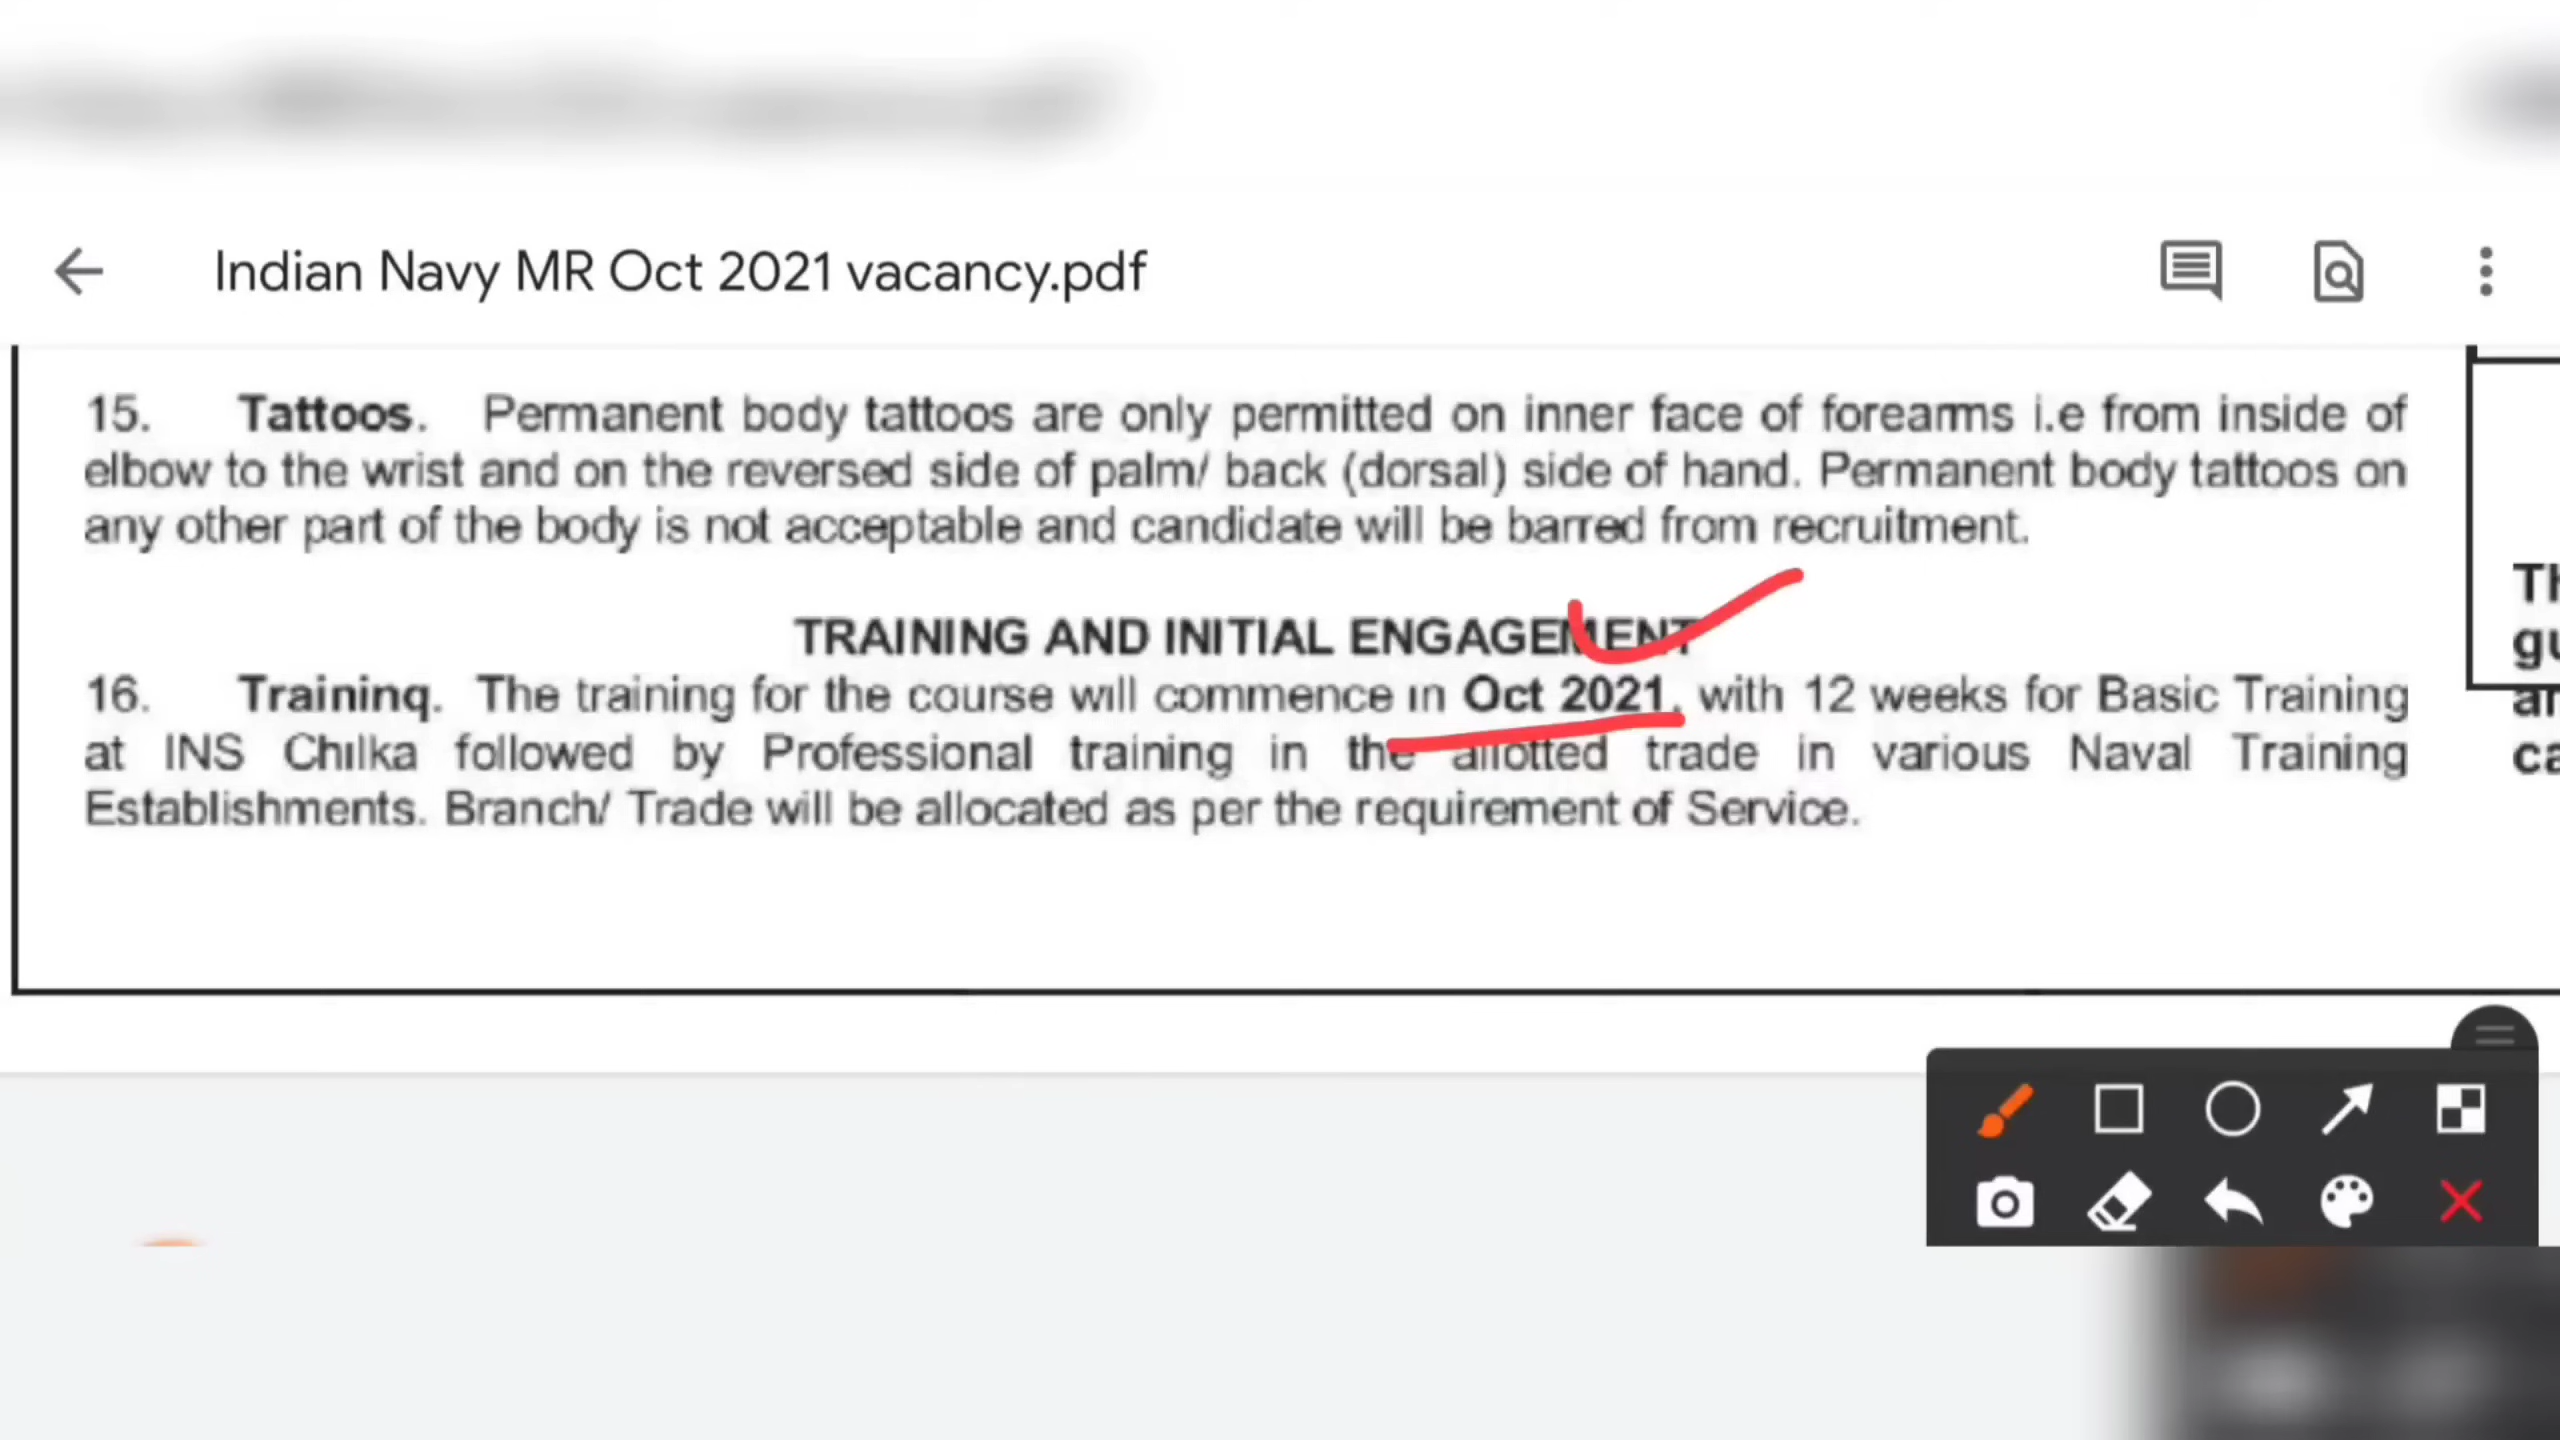 Indian Navy MR Oct 2021 vacancy.pdf
15. Tattoos. Permanent body tattoos are only permitted on inner face of forearms i.e from inside of
elbow to the wrist and on the reversed side of palm/ back (dorsal) side of hand. Permanent body tattoos on
any other part of the body is not acceptable and candidate will be barred from recruitment.
TRAINING AND INITIAL ENGAGEMENT
16. Training. The training for the course will commence in Oct 2021, with 12 weeks for Basic Training
at INS Chilka followed by Professional training in the allotted trade in various Naval Training
Establishments. Branch/ Trade will be allocated as per the requirement of Service.